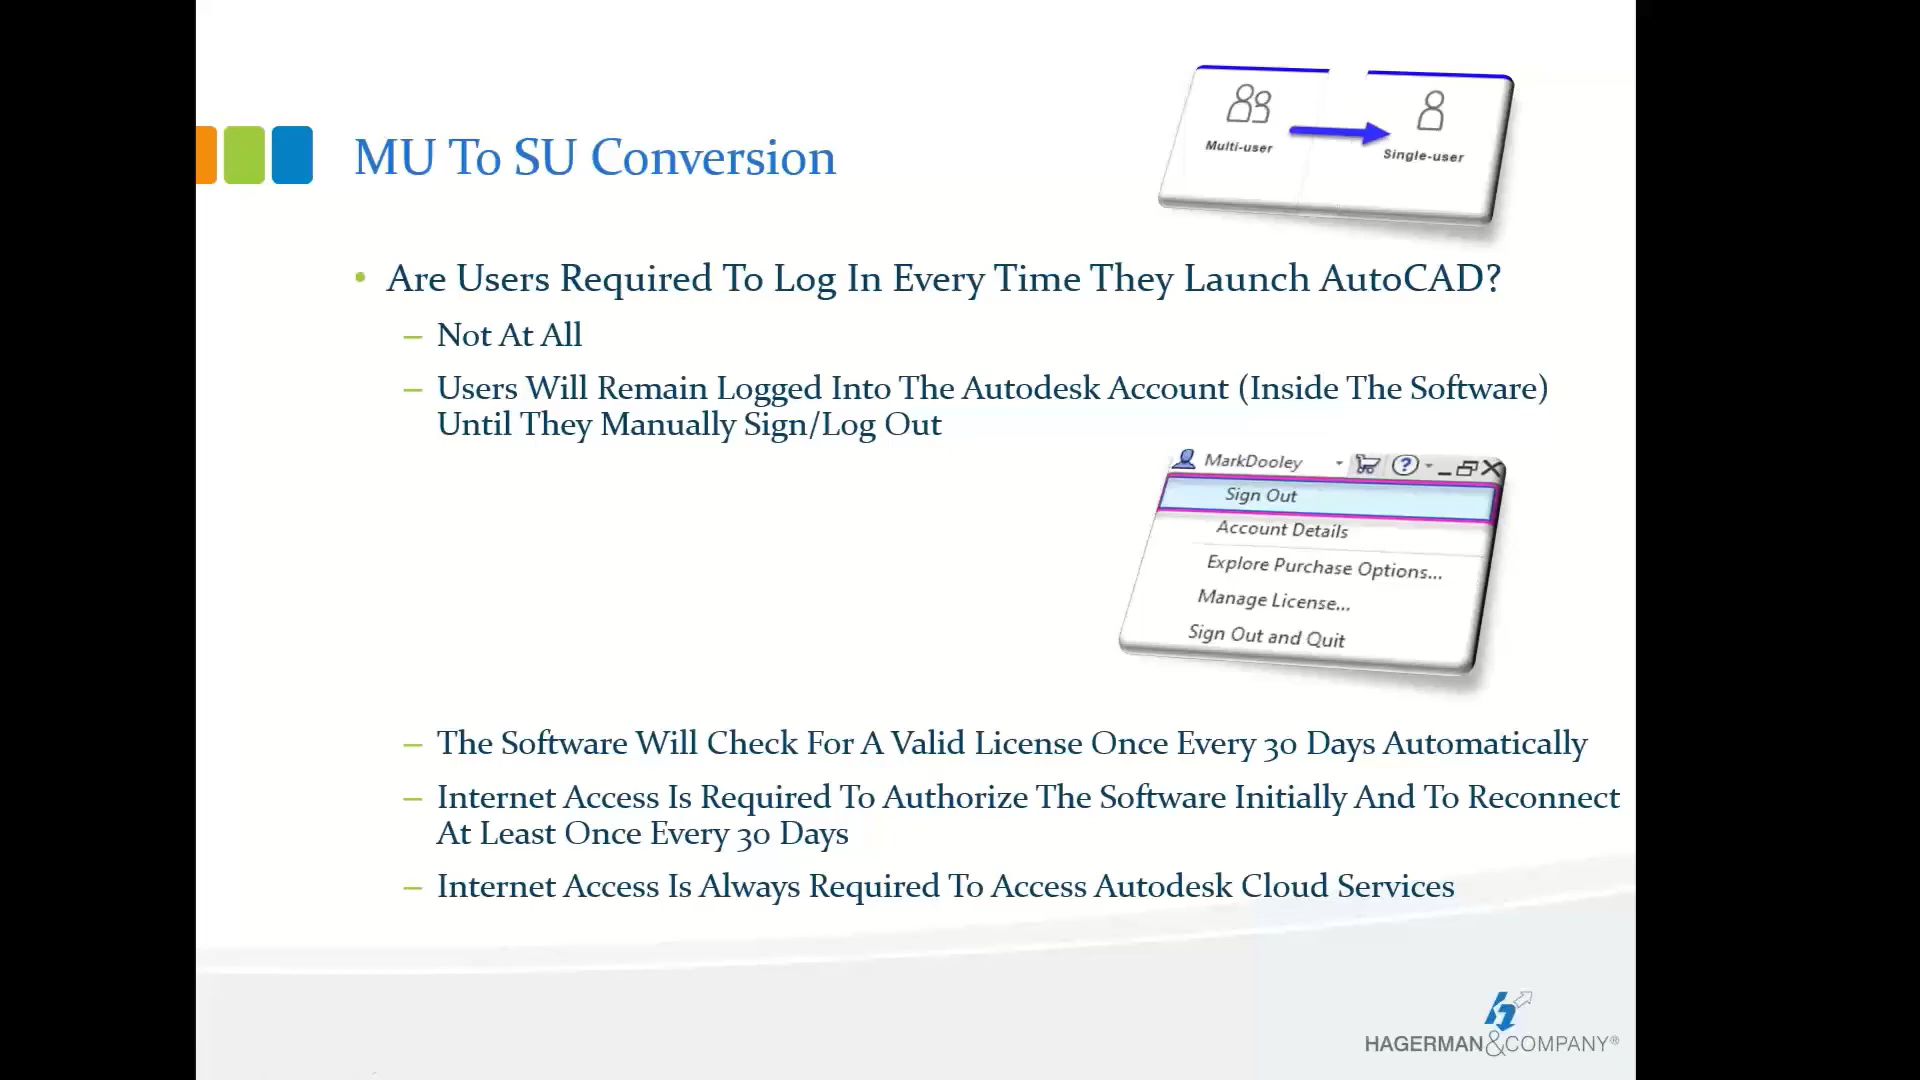 Multi-user
Single-user
MU To SU Conversion
• Are Users Required To Log In Every Time They Launch AutoCAD?
– Not At All
– Users Will Remain Logged Into The Autodesk Account (Inside The Software)
Until They Manually Sign/Log Out
MarkDooley
Sign Out
Account Details
Explore Purchase Options...
Manage License...
Sign Out and Quit
– The Software Will Check For A Valid License Once Every 30 Days Automatically
– Internet Access Is Required To Authorize The Software Initially And To Reconnect
At Least Once Every 30 Days
– Internet Access Is Always Required To Access Autodesk Cloud Services
HAGERMAN&COMPANY®